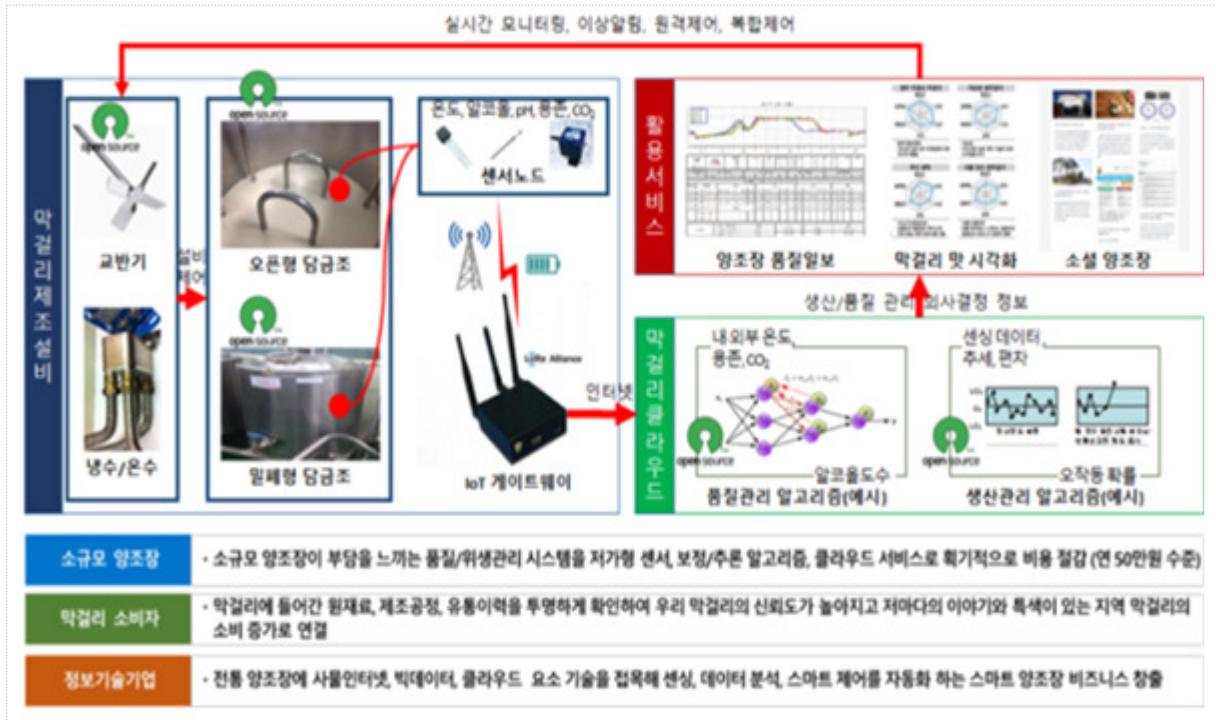 실시간 모니터링, 이상알림, 원격제어, 복합제어
막걸리제조설비
open source
교반기
냉수/온수
설비
제어
open source
오픈형 담금조
open source
밀폐형 담금조
온도, 알코올, pH, 용존, CO₂
센서노드
Alliance
IoT 게이트웨이
인터넷
활용서비스
양조장 품질일보
막걸리 맛 시각화
소셜 양조장
생산/품질 관리 의사결정 정보
막걸리클라우드
내외부 온도,
용존, CO₂
open source
알코올도수
품질관리 알고리즘(예시)
센싱 데이터,
추세, 편차
open source
오작동 확률
생산관리 알고리즘(예시)
소규모 양조장
• 소규모 양조장이 부담을 느끼는 품질/위생관리 시스템을 저가형 센서, 보정/추론 알고리즘, 클라우드 서비스로 획기적으로 비용 절감 (연 50만원 수준)
막걸리 소비자
• 막걸리에 들어간 원재료, 제조공정, 유통이력을 투명하게 확인하여 우리 막걸리의 신뢰도가 높아지고 저마다의 이야기와 특색이 있는 지역 막걸리의
소비 증가로 연결
정보기술기업
• 전통 양조장에 사물인터넷, 빅데이터, 클라우드 요소 기술을 접목해 센싱, 데이터 분석, 스마트 제어를 자동화 하는 스마트 양조장 비즈니스 창출